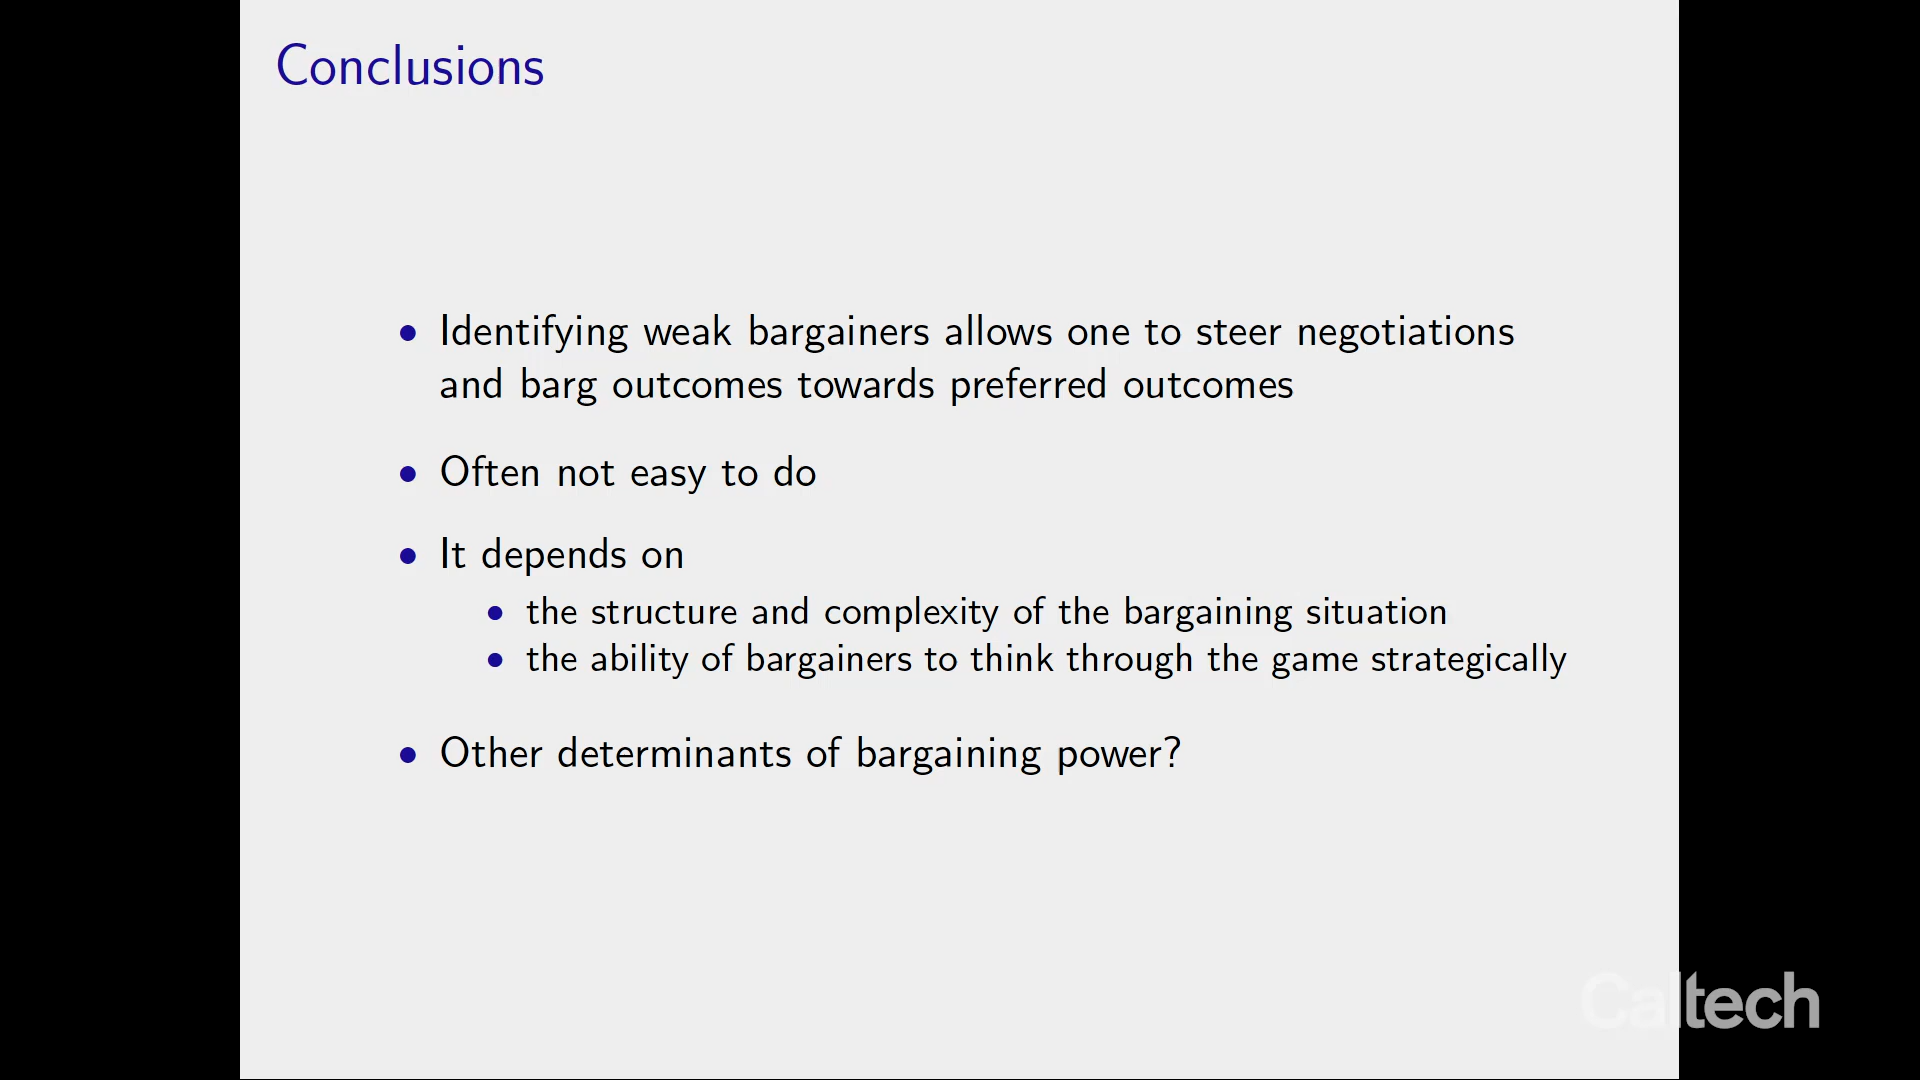 Conclusions
• Identifying weak bargainers allows one to steer negotiations
and barg outcomes towards preferred outcomes
• Often not easy to do
• It depends on
• the structure and complexity of the bargaining situation
• the ability of bargainers to think through the game strategically
• Other determinants of bargaining power?
Caltech